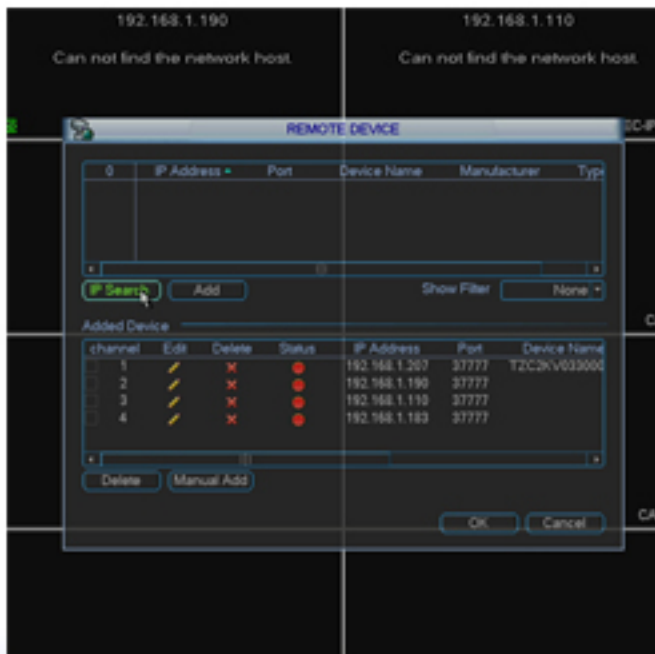 192.168.1.190 192.168.1.110
Can not find the network host. Can not find the network host.
REMOTE DEVICE
0 IP Address Port Device Name Manufacturer Type
IP Search Add Show Filter None
Added Device
channel Edit Delete Status IP Address Port Device Name
1 192.168.1.207 37777 TZC2KV033000
2 192.168.1.190 37777
3 192.168.1.110 37777
4 192.168.1.183 37777
Delete Manual Add
OK Cancel
CA